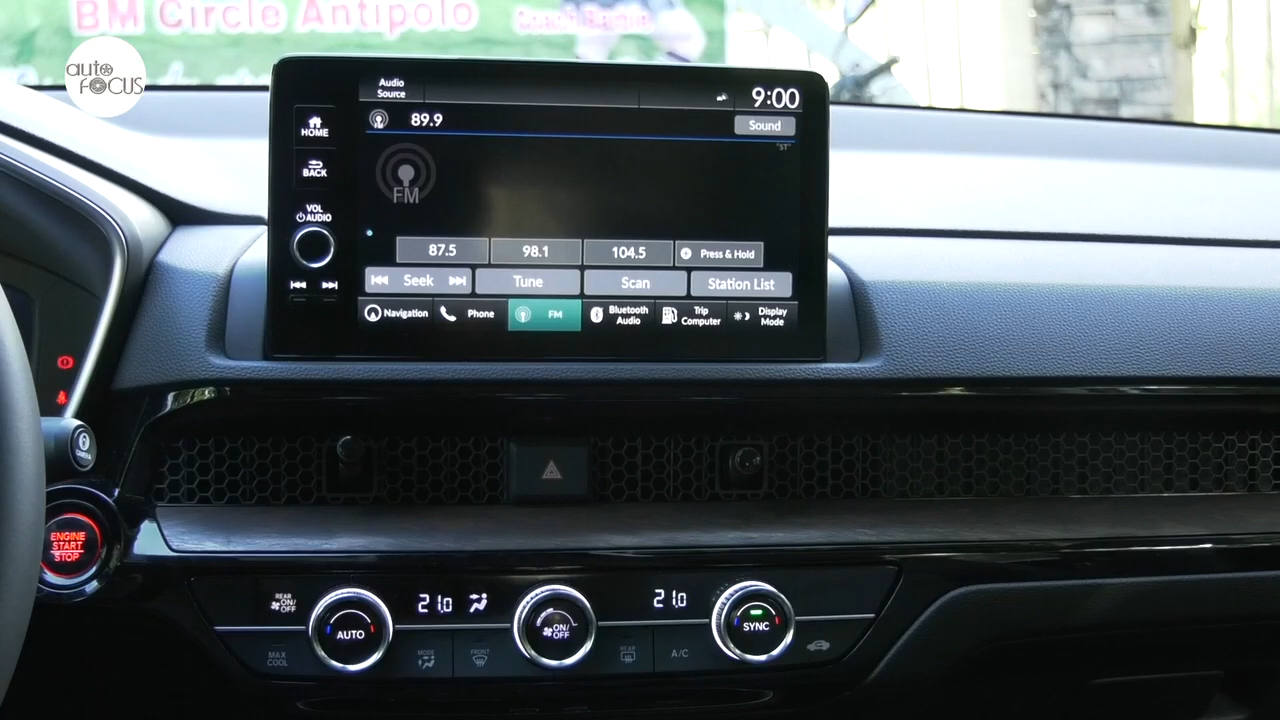 BM Circle Antipolo
auto
FOCUS
Audio
Source
9:00
89.9
Sound
"ST"
HOME
BACK
VOL
AUDIO
FM
87.5
98.1
104.5
Press & Hold
Seek
Tune
Scan
Station List
Navigation
Phone
FM
Bluetooth
Audio
Trip
Computer
Display
Mode
CAMERA
ENGINE
START
STOP
REAR
ON/
OFF
AUTO
21.0
ON/
OFF
21.0
SYNC
MAX
COOL
MODE
FRONT
REAR
A/C